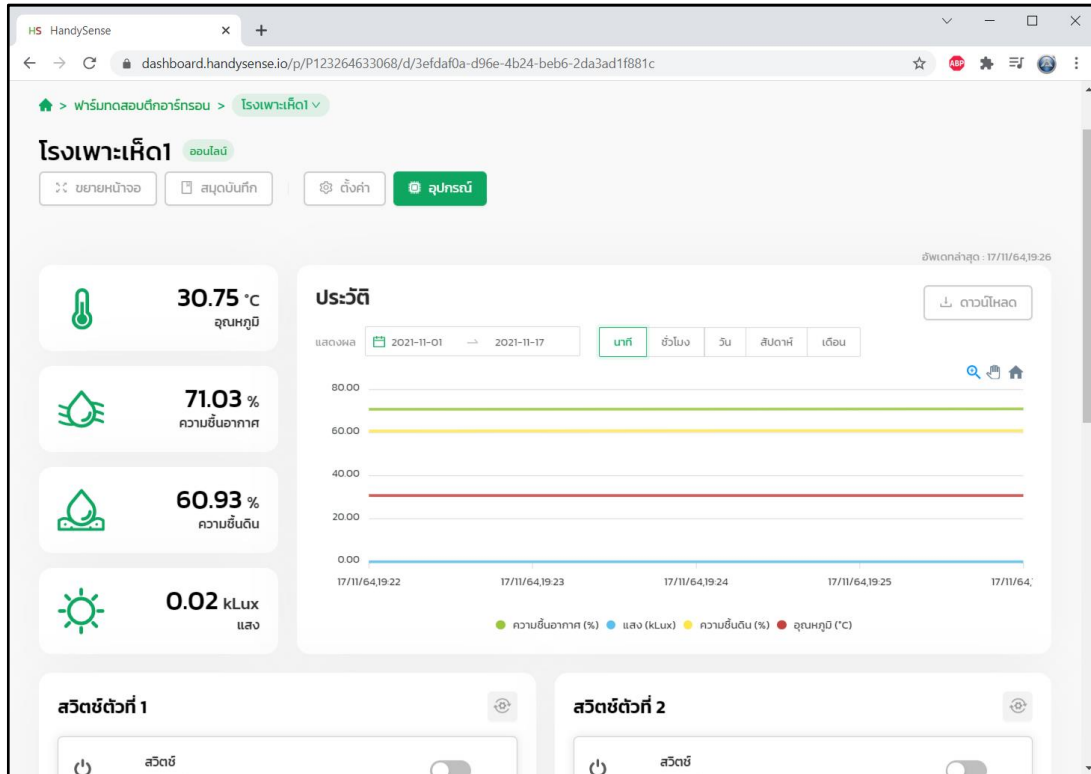 HS HandySense
dashboard.handysense.io/p/P123264633068/d/3efdaf0a-d96e-4b24-beb6-2da3ad1f881c
ABP
> ฟาร์มทดสอบตึกอาร์ทรอน > โรงเพาะเห็ด1
โรงเพาะเห็ด1 ออนไลน์
ขยายหน้าจอ สมุดบันทึก ตั้งค่า อุปกรณ์
อัพเดทล่าสุด : 17/11/64,19:26
30.75 °C
อุณหภูมิ
71.03 %
ความชื้นอากาศ
60.93 %
ความชื้นดิน
0.02 kLux
แสง
ประวัติ
ดาวน์โหลด
แสดงผล 2021-11-01 → 2021-11-17 นาที ชั่วโมง วัน สัปดาห์ เดือน
80.00
60.00
40.00
20.00
0.00
17/11/64,19:22 17/11/64,19:23 17/11/64,19:24 17/11/64,19:25 17/11/64,
ความชื้นอากาศ (%) แสง (kLux) ความชื้นดิน (%) อุณหภูมิ (°C)
สวิตช์ตัวที่ 1
สวิตช์
สวิตช์ตัวที่ 2
สวิตช์